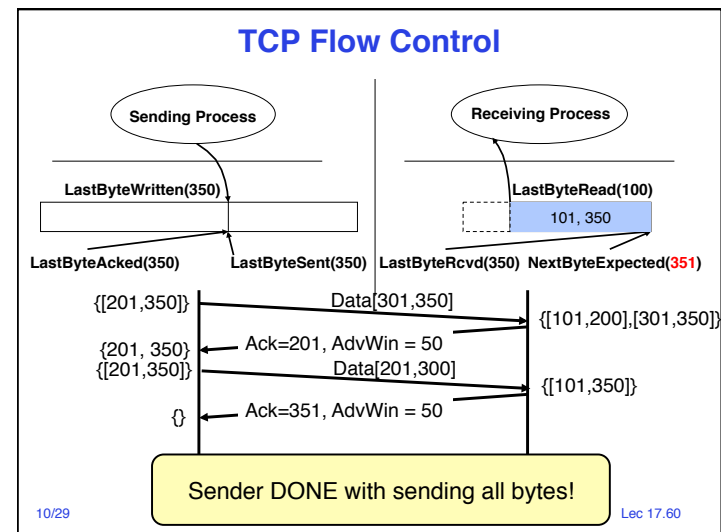 TCP Flow Control
Sending Process
Receiving Process
LastByteWritten(350)
LastByteRead(100)
101, 350
LastByteAcked(350)
LastByteSent(350)
LastByteRcvd(350)
NextByteExpected(351)
{[201,350]}
Data[301,350]
{[101,200],[301,350]}
Ack=201, AdvWin = 50
{201, 350}
{[201,350]}
Data[201,300]
{[101,350]}
Ack=351, AdvWin = 50
{}
Sender DONE with sending all bytes!
10/29
Lec 17.60